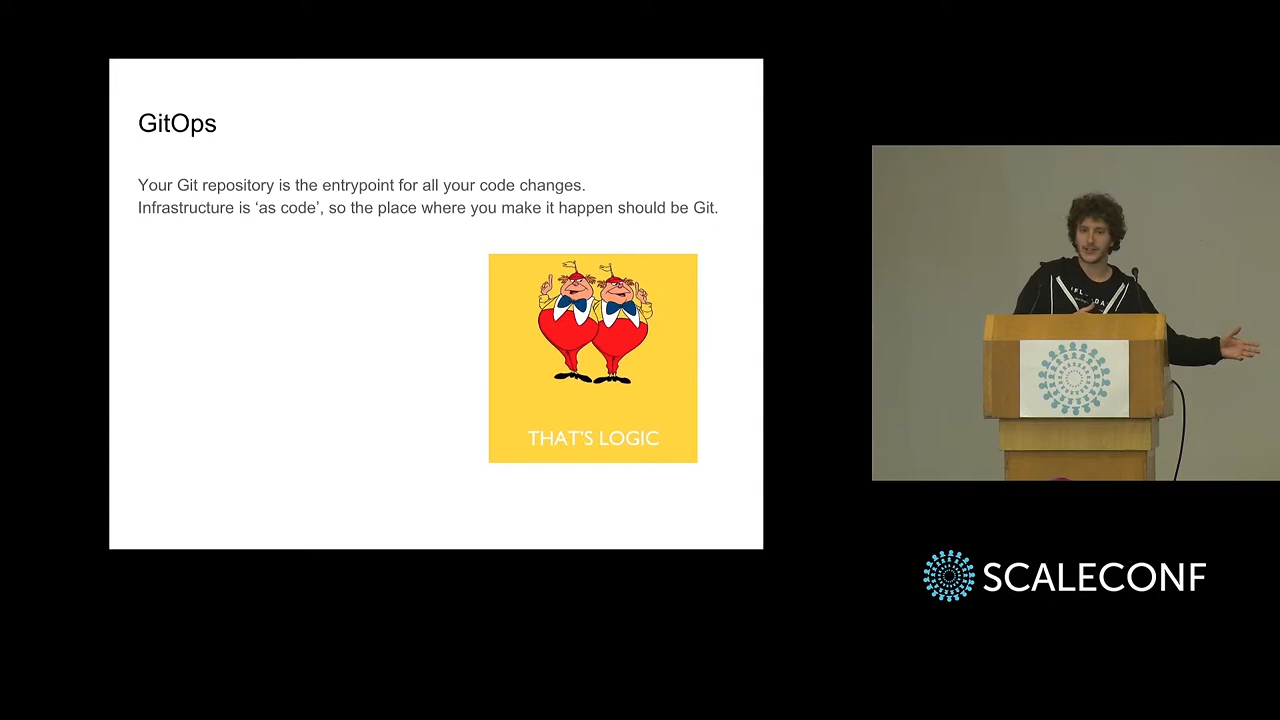 GitOps
Your Git repository is the entrypoint for all your code changes.
Infrastructure is ‘as code’, so the place where you make it happen should be Git.
THAT'S LOGIC
SCALECONF